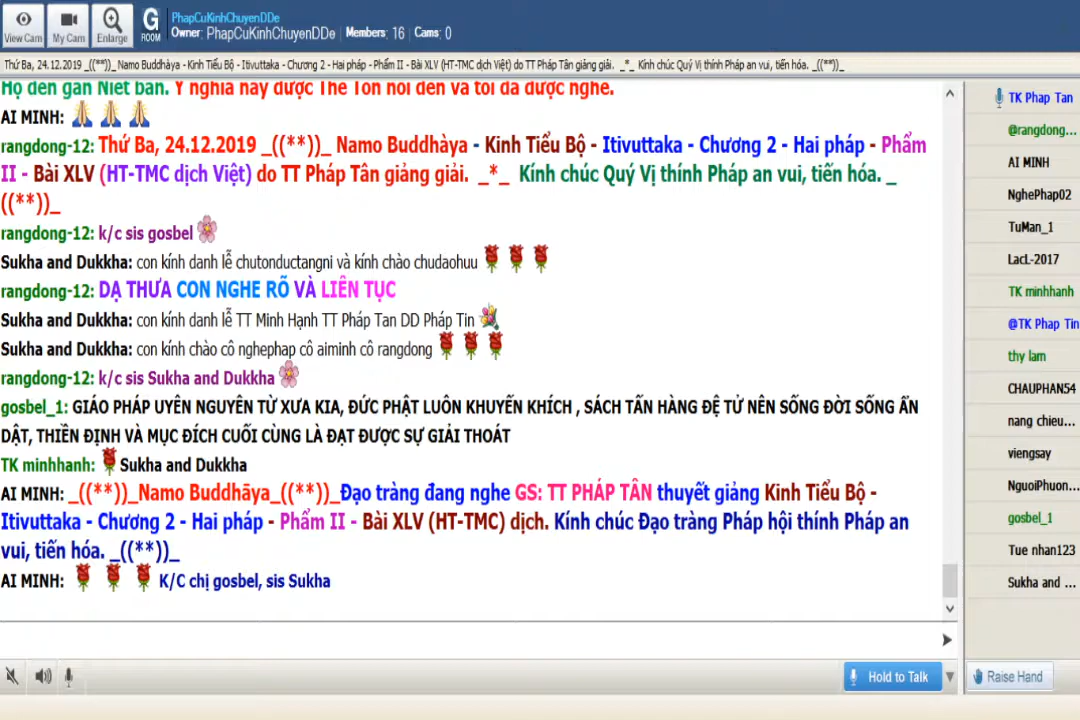 PhapCuKinhChuyenDDe
View Cam
My Cam
Enlarge
G
ROOM
Owner: PhapCuKinhChuyenDDe Members: 16 Cams: 0
Thứ Ba, 24.12.2019 _((**))_ Namo Buddhàya - Kinh Tiểu Bộ - Itivuttaka - Chương 2 - Hai pháp - Phẩm II - Bài XLV (HT-TMC dịch Việt) do TT Pháp Tân giảng giải. _*_ Kính chúc Quý Vị thính Pháp an vui, tiến hóa. _((**))_
Họ đến gần Niết bàn. Ý nghĩa này được Thế Tôn nói đến và tôi đã được nghe.
AI MINH:
rangdong-12: Thứ Ba, 24.12.2019 _((**))_ Namo Buddhàya - Kinh Tiểu Bộ - Itivuttaka - Chương 2 - Hai pháp - Phẩm
II - Bài XLV (HT-TMC dịch Việt) do TT Pháp Tân giảng giải. _*_ Kính chúc Quý Vị thính Pháp an vui, tiến hóa. _
((**))_
rangdong-12: k/c sis gosbel
Sukha and Dukkha: con kính danh lễ chutonductangni và kính chào chudaohuu
rangdong-12: DẠ THƯA CON NGHE RÕ VÀ LIÊN TỤC
Sukha and Dukkha: con kính danh lễ TT Minh Hạnh TT Pháp Tan DD Pháp Tin
Sukha and Dukkha: con kính chào cô nghephap cô aiminh cô rangdong
rangdong-12: k/c sis Sukha and Dukkha
gosbel_1: GIÁO PHÁP UYÊN NGUYÊN TỪ XƯA KIA, ĐỨC PHẬT LUÔN KHUYẾN KHÍCH , SÁCH TẤN HÀNG ĐỆ TỬ NÊN SỐNG ĐỜI SỐNG ẨN
DẬT, THIỀN ĐỊNH VÀ MỤC ĐÍCH CUỐI CÙNG LÀ ĐẠT ĐƯỢC SỰ GIẢI THOÁT
TK minhhanh: Sukha and Dukkha
AI MINH: _((**))_Namo Buddhāya_((**))_Đạo tràng đang nghe GS: TT PHÁP TÂN thuyết giảng Kinh Tiểu Bộ -
Itivuttaka - Chương 2 - Hai pháp - Phẩm II - Bài XLV (HT-TMC) dịch. Kính chúc Đạo tràng Pháp hội thính Pháp an
vui, tiến hóa. _((**))_
AI MINH: K/C chị gosbel, sis Sukha
TK Phap Tan
@rangdong...
AI MINH
NghePhap02
TuMan_1
LacL-2017
TK minhhanh
@TK Phap Tin
thy lam
CHAUPHAN54
nang chieu...
viengsay
NguoiPhuon...
gosbel_1
Tue nhan123
Sukha and ...
Hold to Talk
Raise Hand